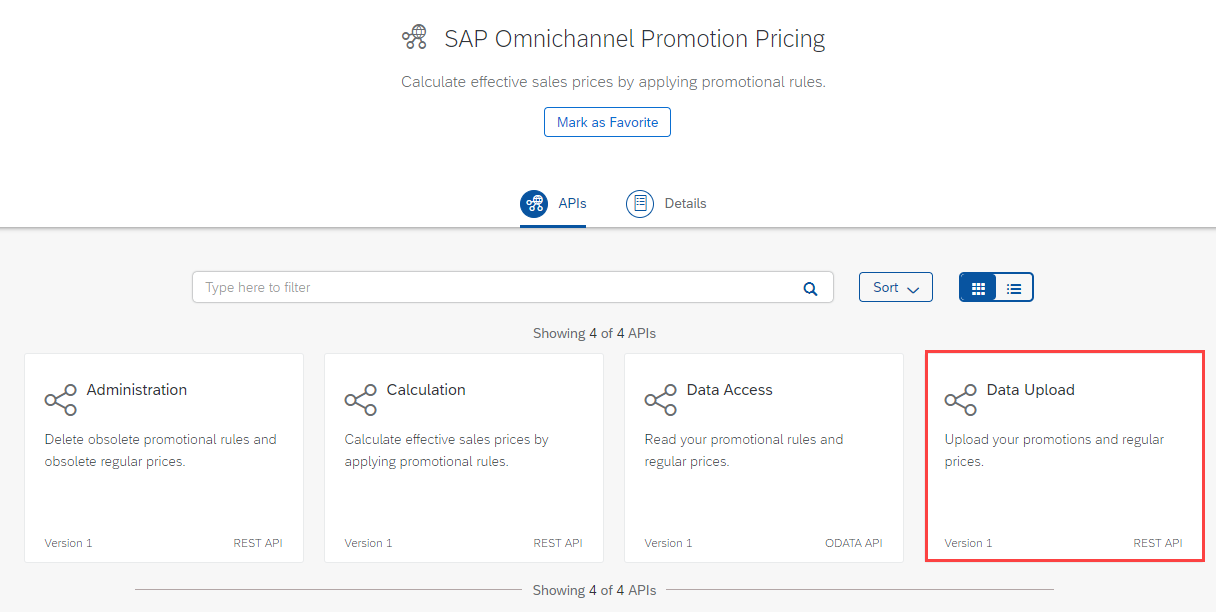 SAP Omnichannel Promotion Pricing
Calculate effective sales prices by applying promotional rules.
Mark as Favorite
APIs
Details
Type here to filter
Sort
Showing 4 of 4 APIs
Administration
Delete obsolete promotional rules and
obsolete regular prices.
Version 1
REST API
Calculation
Calculate effective sales prices by
applying promotional rules.
Version 1
REST API
Data Access
Read your promotional rules and
regular prices.
Version 1
ODATA API
Data Upload
Upload your promotions and regular
prices.
Version 1
REST API
Showing 4 of 4 APIs